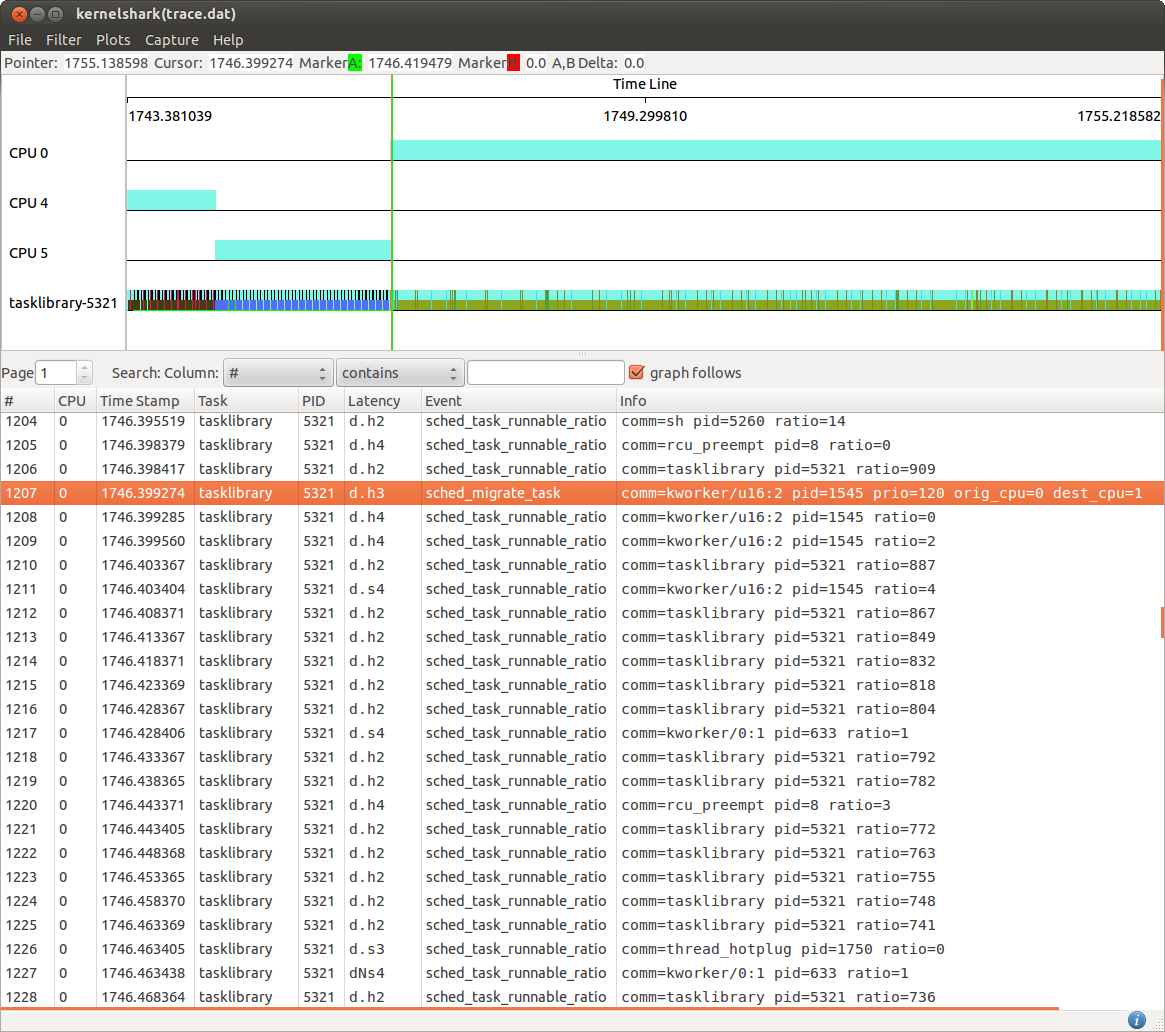 kernelshark(trace.dat)
File Filter Plots Capture Help
Pointer: 1755.138598 Cursor: 1746.399274 Marker A: 1746.419479 Marker B: 0.0 A,B Delta: 0.0
Time Line
1743.381039 1749.299810 1755.218582
CPU 0
CPU 4
CPU 5
tasklibrary-5321
Page 1 Search: Column: # contains graph follows
# CPU Time Stamp Task PID Latency Event Info
1204 0 1746.395519 tasklibrary 5321 d.h2 sched_task_runnable_ratio comm=sh pid=5260 ratio=14
1205 0 1746.398379 tasklibrary 5321 d.h4 sched_task_runnable_ratio comm=rcu_preempt pid=8 ratio=0
1206 0 1746.398417 tasklibrary 5321 d.h2 sched_task_runnable_ratio comm=tasklibrary pid=5321 ratio=909
1207 0 1746.399274 tasklibrary 5321 d.h3 sched_migrate_task comm=kworker/u16:2 pid=1545 prio=120 orig_cpu=0 dest_cpu=1
1208 0 1746.399285 tasklibrary 5321 d.h4 sched_task_runnable_ratio comm=kworker/u16:2 pid=1545 ratio=0
1209 0 1746.399560 tasklibrary 5321 d.h4 sched_task_runnable_ratio comm=kworker/u16:2 pid=1545 ratio=2
1210 0 1746.403367 tasklibrary 5321 d.h2 sched_task_runnable_ratio comm=tasklibrary pid=5321 ratio=887
1211 0 1746.403404 tasklibrary 5321 d.s4 sched_task_runnable_ratio comm=kworker/u16:2 pid=1545 ratio=4
1212 0 1746.408371 tasklibrary 5321 d.h2 sched_task_runnable_ratio comm=tasklibrary pid=5321 ratio=867
1213 0 1746.413367 tasklibrary 5321 d.h2 sched_task_runnable_ratio comm=tasklibrary pid=5321 ratio=849
1214 0 1746.418371 tasklibrary 5321 d.h2 sched_task_runnable_ratio comm=tasklibrary pid=5321 ratio=832
1215 0 1746.423369 tasklibrary 5321 d.h2 sched_task_runnable_ratio comm=tasklibrary pid=5321 ratio=818
1216 0 1746.428367 tasklibrary 5321 d.h2 sched_task_runnable_ratio comm=tasklibrary pid=5321 ratio=804
1217 0 1746.428406 tasklibrary 5321 d.s4 sched_task_runnable_ratio comm=kworker/0:1 pid=633 ratio=1
1218 0 1746.433367 tasklibrary 5321 d.h2 sched_task_runnable_ratio comm=tasklibrary pid=5321 ratio=792
1219 0 1746.438365 tasklibrary 5321 d.h2 sched_task_runnable_ratio comm=tasklibrary pid=5321 ratio=782
1220 0 1746.443371 tasklibrary 5321 d.h4 sched_task_runnable_ratio comm=rcu_preempt pid=8 ratio=3
1221 0 1746.443405 tasklibrary 5321 d.h2 sched_task_runnable_ratio comm=tasklibrary pid=5321 ratio=772
1222 0 1746.448368 tasklibrary 5321 d.h2 sched_task_runnable_ratio comm=tasklibrary pid=5321 ratio=763
1223 0 1746.453365 tasklibrary 5321 d.h2 sched_task_runnable_ratio comm=tasklibrary pid=5321 ratio=755
1224 0 1746.458370 tasklibrary 5321 d.h2 sched_task_runnable_ratio comm=tasklibrary pid=5321 ratio=748
1225 0 1746.463369 tasklibrary 5321 d.h2 sched_task_runnable_ratio comm=tasklibrary pid=5321 ratio=741
1226 0 1746.463405 tasklibrary 5321 d.s3 sched_task_runnable_ratio comm=thread_hotplug pid=1750 ratio=0
1227 0 1746.463438 tasklibrary 5321 dNs4 sched_task_runnable_ratio comm=kworker/0:1 pid=633 ratio=1
1228 0 1746.468364 tasklibrary 5321 d.h2 sched_task_runnable_ratio comm=tasklibrary pid=5321 ratio=736